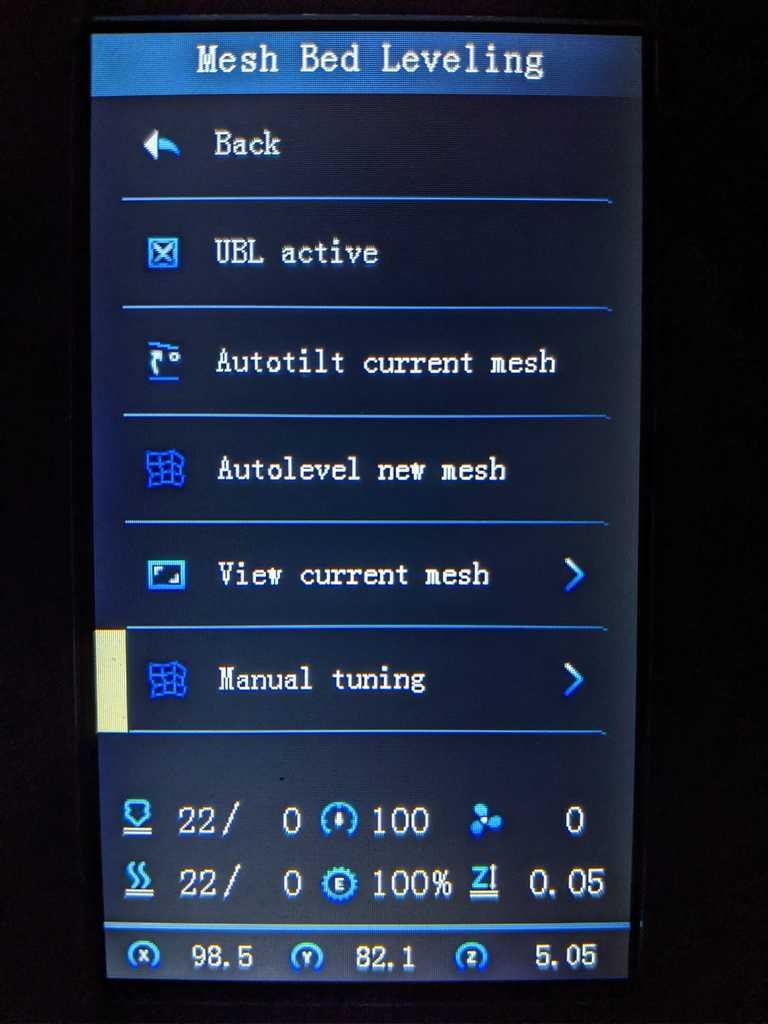 Mesh Bed Leveling
Back
UBL active
Autotilt current mesh
Autolevel new mesh
View current mesh
Manual tuning
22/ 0 100 0
22/ 0 E 100% Z 0.05
X 98.5 Y 82.1 Z 5.05